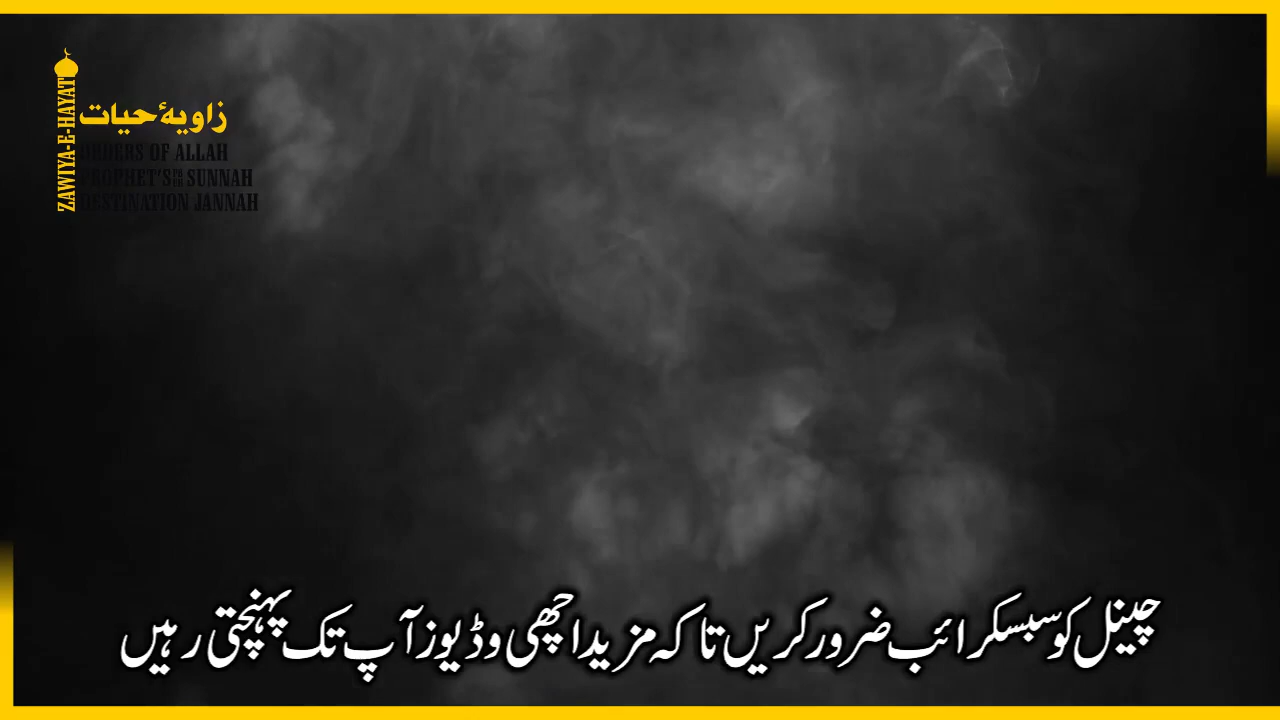 ZAWIYA-E-HAYAT
زاویۂ حیات
ORDERS OF ALLAH
PROPHET'S SUNNAH
DESTINATION JANNAH
چینل کو سبسکرائب ضرور کریں تاکہ مزید اچھی وڈیوز آپ تک پہنچتی رہیں